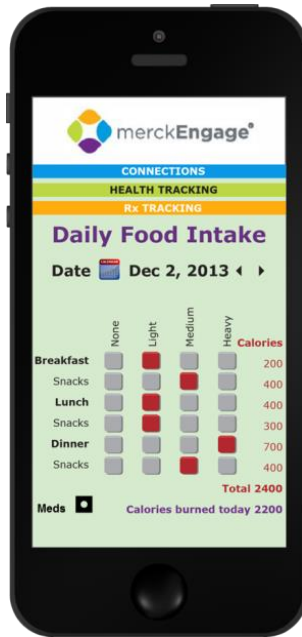 merckEngage®
CONNECTIONS
HEALTH TRACKING
Rx TRACKING
Daily Food Intake
Date Dec 2, 2013
None Light Medium Heavy Calories
Breakfast 200
Snacks 400
Lunch 400
Snacks 300
Dinner 700
Snacks 400
Total 2400
Meds Calories burned today 2200